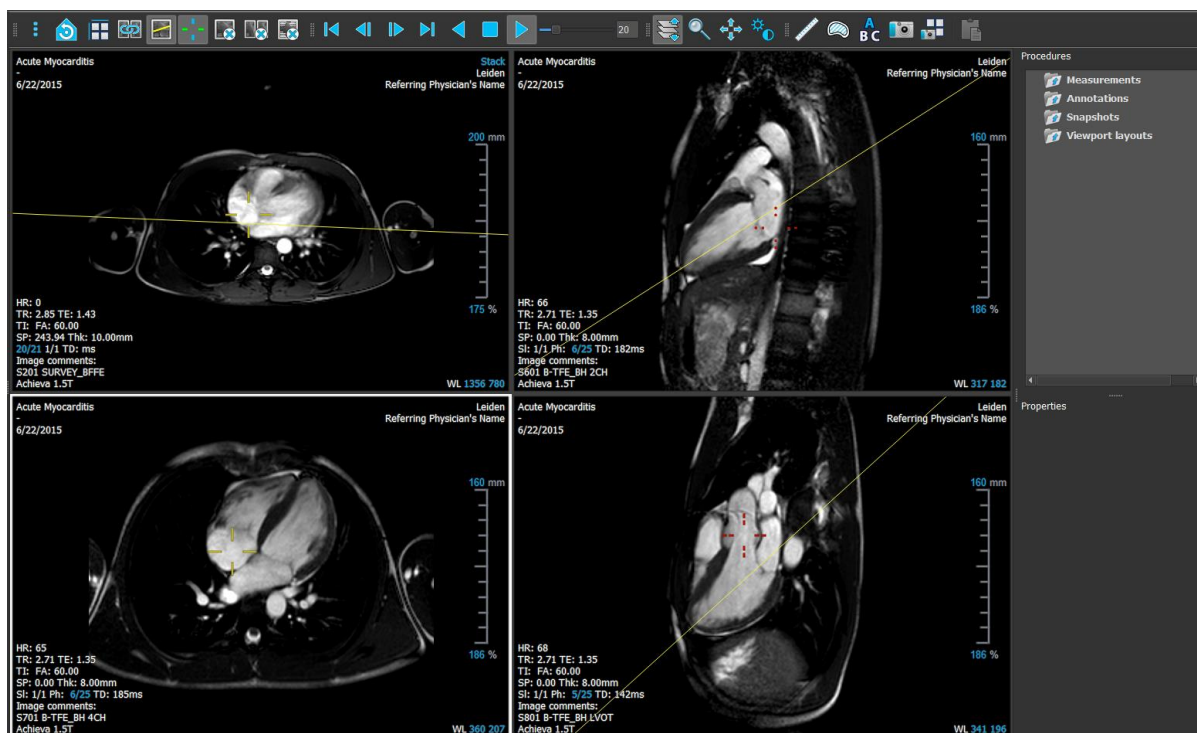 20
A
B C
Acute Myocarditis
-
6/22/2015
Stack
Leiden
Referring Physician's Name
200 mm
175 %
HR: 0
TR: 2.85 TE: 1.43
TI: FA: 60.00
SP: 243.94 Thk: 10.00mm
20/21 1/1 TD: ms
Image comments:
S201 SURVEY_BFFE
Achieva 1.5T
WL 1356 780
Acute Myocarditis
-
6/22/2015
Leiden
Referring Physician's Name
160 mm
186 %
HR: 66
TR: 2.71 TE: 1.35
TI: FA: 60.00
SP: 0.00 Thk: 8.00mm
Sl: 1/1 Ph: 6/25 TD: 182ms
Image comments:
S601 B-TFE_BH 2CH
Achieva 1.5T
WL 317 182
Procedures
Measurements
Annotations
Snapshots
Viewport layouts
Acute Myocarditis
-
6/22/2015
Leiden
Referring Physician's Name
160 mm
186 %
HR: 65
TR: 2.71 TE: 1.35
TI: FA: 60.00
SP: 0.00 Thk: 8.00mm
Sl: 1/1 Ph: 6/25 TD: 185ms
Image comments:
S701 B-TFE_BH 4CH
Achieva 1.5T
WL 360 207
Acute Myocarditis
-
6/22/2015
Leiden
Referring Physician's Name
160 mm
186 %
HR: 68
TR: 2.71 TE: 1.35
TI: FA: 60.00
SP: 0.00 Thk: 8.00mm
Sl: 1/1 Ph: 5/25 TD: 142ms
Image comments:
S801 B-TFE_BH LVOT
Achieva 1.5T
WL 341 196
Properties